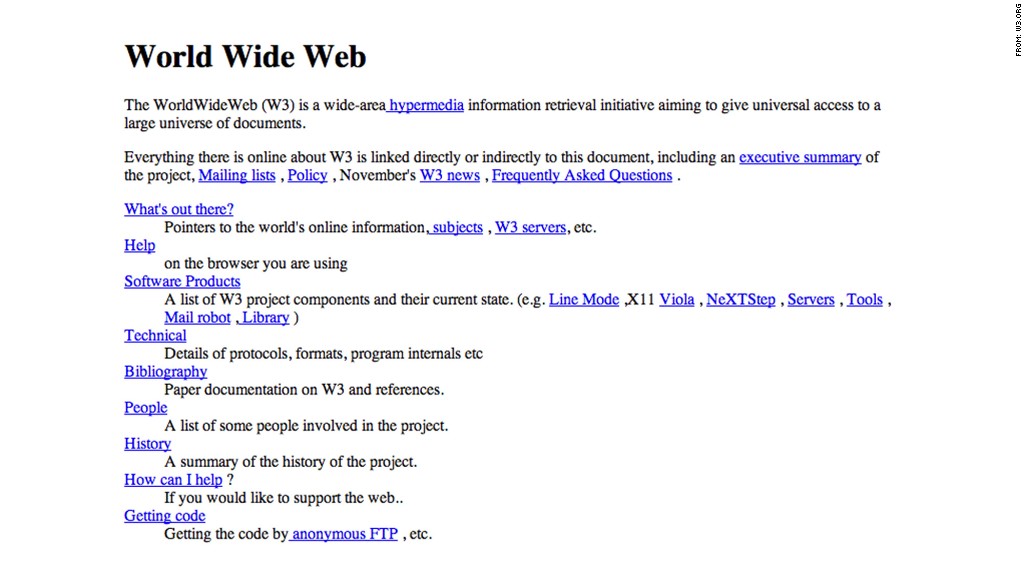 World Wide Web
The WorldWideWeb (W3) is a wide-area hypermedia information retrieval initiative aiming to give universal access to a
large universe of documents.
Everything there is online about W3 is linked directly or indirectly to this document, including an executive summary of
the project, Mailing lists , Policy , November's W3 news , Frequently Asked Questions .
What's out there?
Pointers to the world's online information, subjects , W3 servers, etc.
Help
on the browser you are using
Software Products
A list of W3 project components and their current state. (e.g. Line Mode ,X11 Viola , NeXTStep , Servers , Tools ,
Mail robot , Library )
Technical
Details of protocols, formats, program internals etc
Bibliography
Paper documentation on W3 and references.
People
A list of some people involved in the project.
History
A summary of the history of the project.
How can I help ?
If you would like to support the web..
Getting code
Getting the code by anonymous FTP , etc.
FROM: W3.ORG